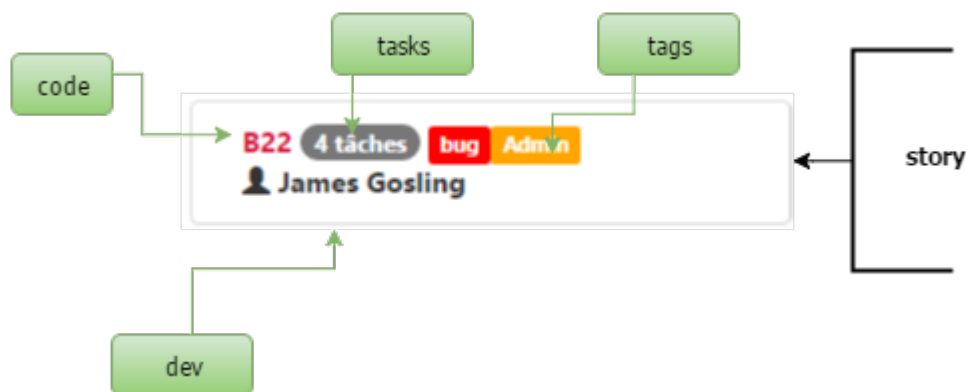 tasks
tags
code
B22 4 tâches bug Admin
James Gosling
story
dev